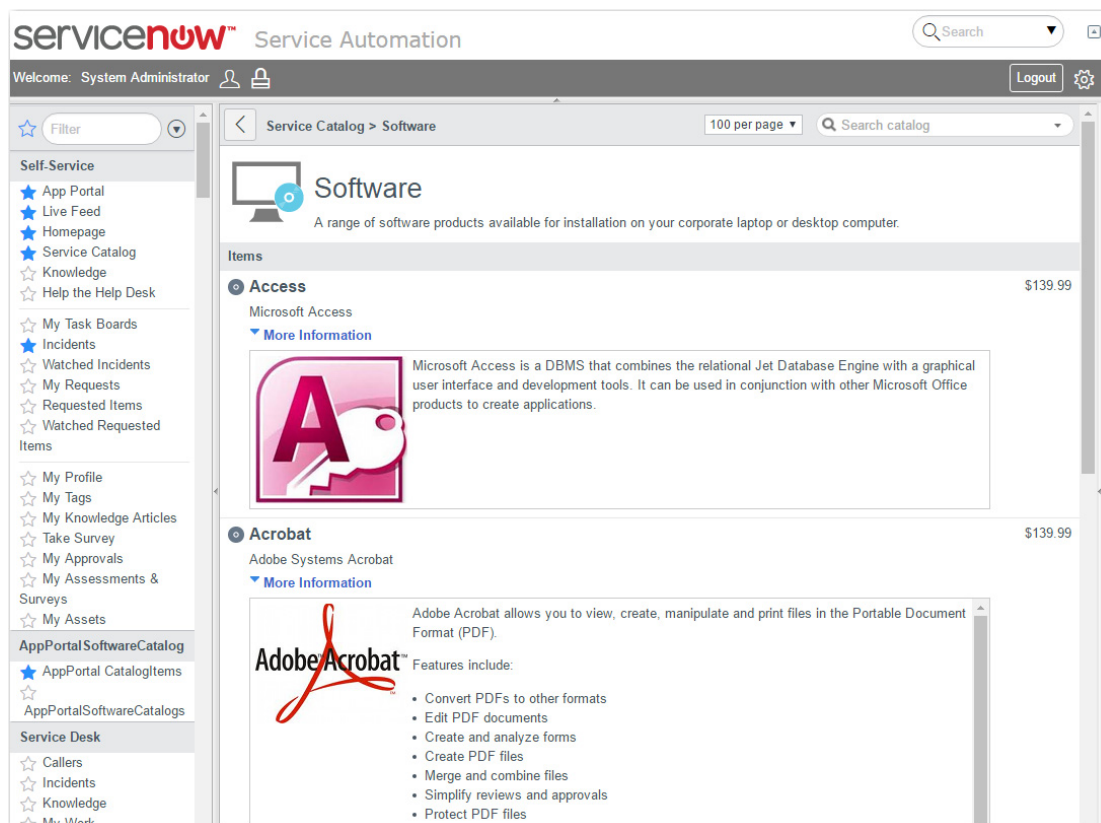 servicenow™ Service Automation
Search
Welcome: System Administrator
Logout
Filter
Self-Service
App Portal
Live Feed
Homepage
Service Catalog
Knowledge
Help the Help Desk
My Task Boards
Incidents
Watched Incidents
My Requests
Requested Items
Watched Requested
Items
My Profile
My Tags
My Knowledge Articles
Take Survey
My Approvals
My Assessments &
Surveys
My Assets
AppPortalSoftwareCatalog
AppPortal CatalogItems
AppPortalSoftwareCatalogs
Service Desk
Callers
Incidents
Knowledge
My Work
Service Catalog > Software
100 per page
Search catalog
Software
A range of software products available for installation on your corporate laptop or desktop computer.
Items
Access
$139.99
Microsoft Access
More Information
A
Microsoft Access is a DBMS that combines the relational Jet Database Engine with a graphical
user interface and development tools. It can be used in conjunction with other Microsoft Office
products to create applications.
Acrobat
$139.99
Adobe Systems Acrobat
More Information
Adobe Acrobat™
Adobe Acrobat allows you to view, create, manipulate and print files in the Portable Document
Format (PDF).
Features include:
• Convert PDFs to other formats
• Edit PDF documents
• Create and analyze forms
• Create PDF files
• Merge and combine files
• Simplify reviews and approvals
• Protect PDF files